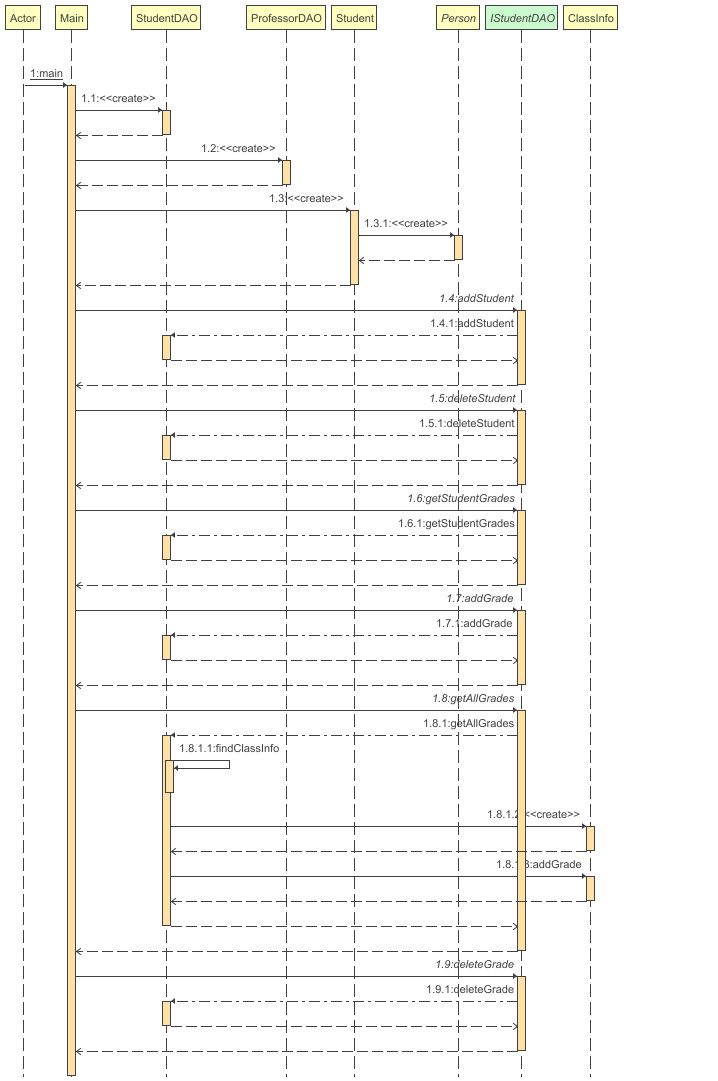 Actor Main StudentDAO ProfessorDAO Student Person IStudentDAO ClassInfo
1:main
1.1:<<create>>
1.2:<<create>>
1.3:<<create>>
1.3.1:<<create>>
1.4:addStudent
1.4.1:addStudent
1.5:deleteStudent
1.5.1:deleteStudent
1.6:getStudentGrades
1.6.1:getStudentGrades
1.7:addGrade
1.7.1:addGrade
1.8:getAllGrades
1.8.1:getAllGrades
1.8.1.1:findClassInfo
1.8.1.2:<<create>>
1.8.1.3:addGrade
1.9:deleteGrade
1.9.1:deleteGrade